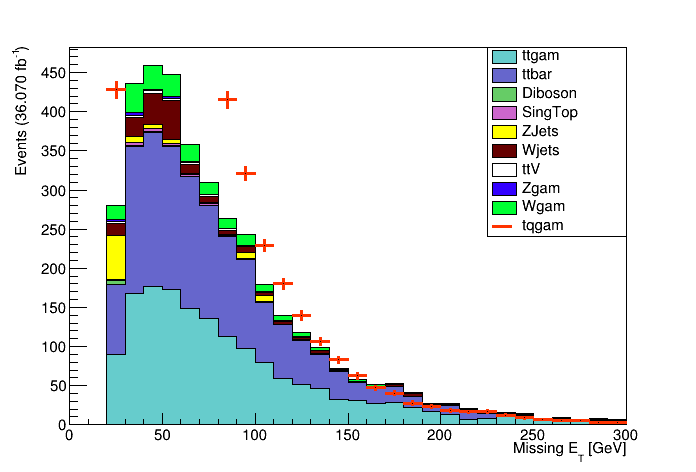 Events (36.070 fb⁻¹)
450
400
350
300
250
200
150
100
50
0
0 50 100 150 200 250 300
Missing E_T [GeV]
ttgam
ttbar
Diboson
SingTop
ZJets
Wjets
ttV
Zgam
Wgam
tqgam